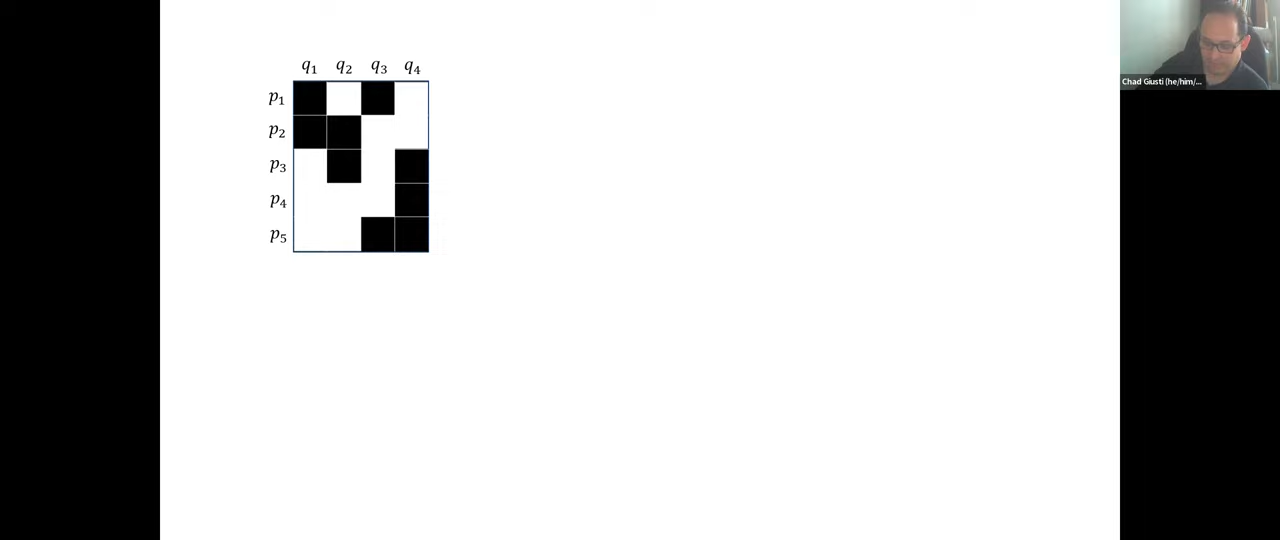 q₁ q₂ q₃ q₄
p₁
p₂
p₃
p₄
p₅
Chad Giusti (he/him/...